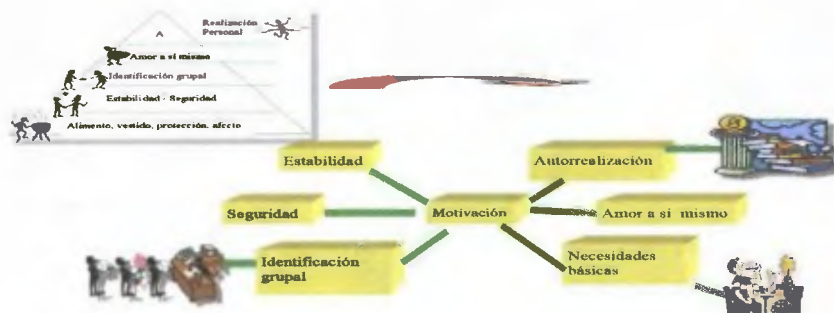 Realización
Personal
A
Amor a sí mismo
Identificación grupal
Estabilidad - Seguridad
Alimento, vestido, protección, afecto
Estabilidad
Autorrealización
Seguridad
Motivación
Amor a sí mismo
Identificación
grupal
Necesidades
básicas